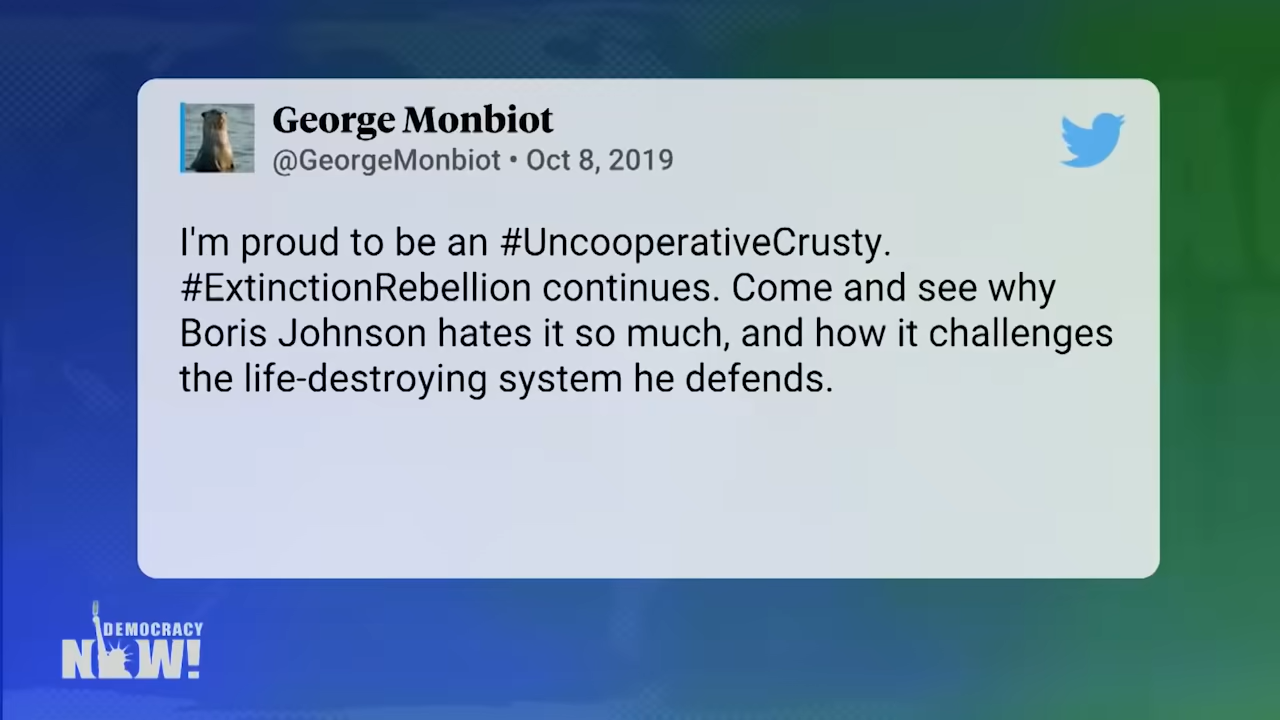 George Monbiot
@GeorgeMonbiot • Oct 8, 2019
I'm proud to be an #UncooperativeCrusty.
#ExtinctionRebellion continues. Come and see why
Boris Johnson hates it so much, and how it challenges
the life-destroying system he defends.
DEMOCRACY
NOW!